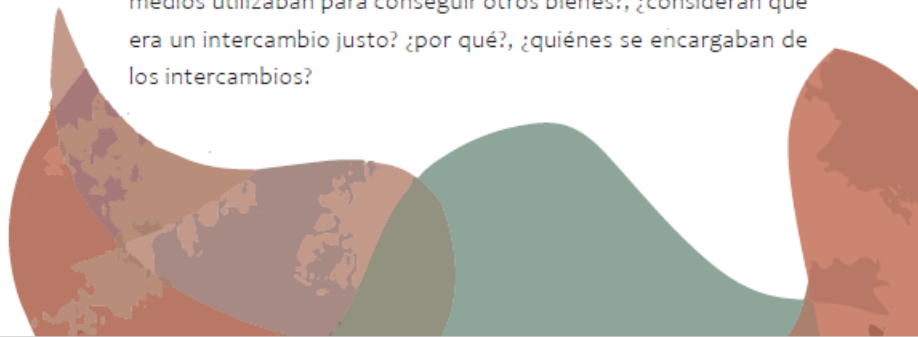 medios utilizaban para conseguir otros bienes?, ¿consideran que
era un intercambio justo? ¿por qué?, ¿quiénes se encargaban de
los intercambios?